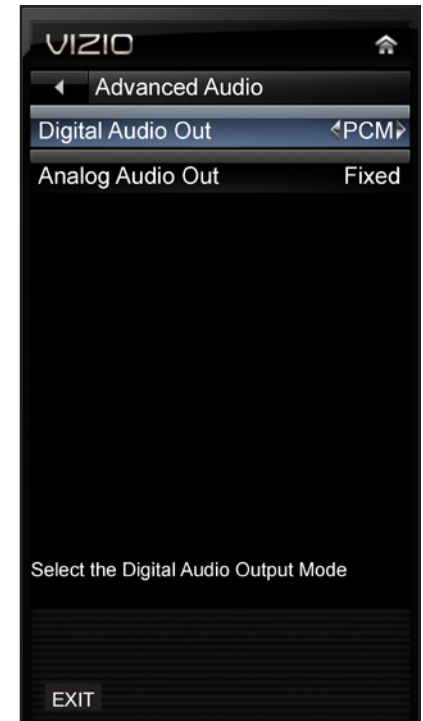 VIZIO
Advanced Audio
Digital Audio Out PCM
Analog Audio Out Fixed
Select the Digital Audio Output Mode
EXIT